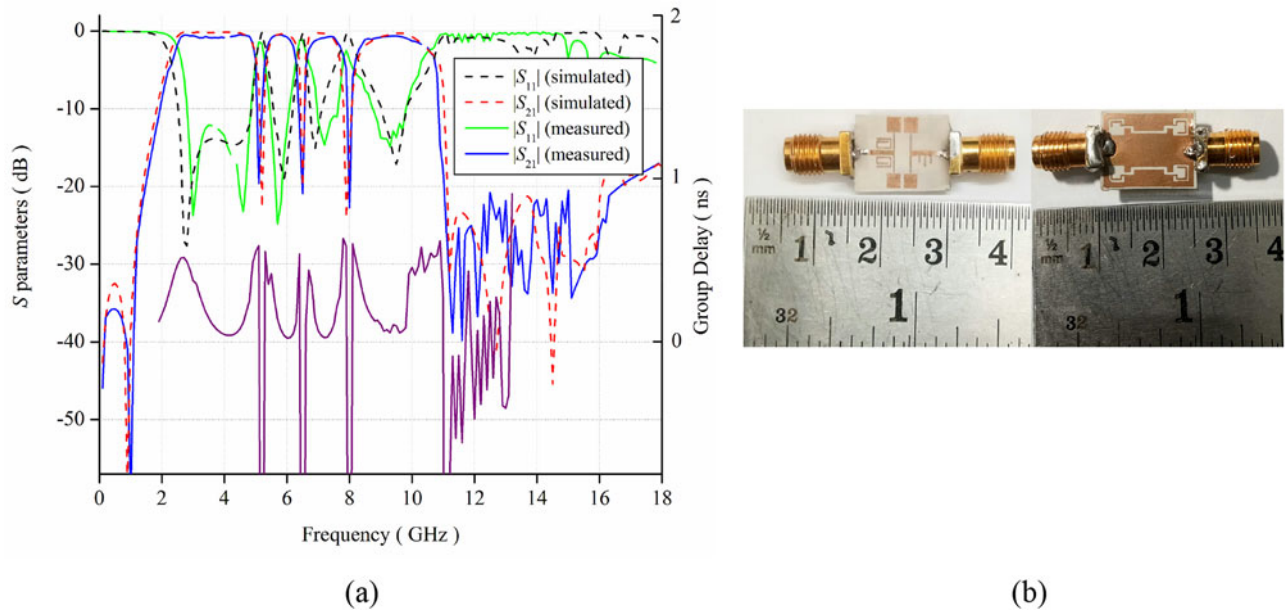 0
-10
-20
-30
-40
-50
S parameters ( dB )
2
1
0
Group Delay ( ns )
|S11| (simulated)
|S21| (simulated)
|S11| (measured)
|S21| (measured)
0 2 4 6 8 10 12 14 16 18
Frequency ( GHz )
(a)
½
mm
1 2 3 4
32
1
½
mm
1 2 3 4
32
1
(b)